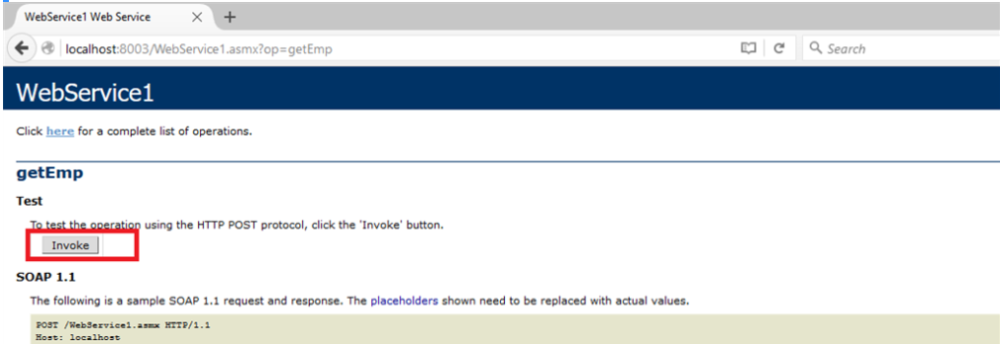 WebService1 Web Service
localhost:8003/WebService1.asmx?op=getEmp
Search
WebService1
Click here for a complete list of operations.
getEmp
Test
To test the operation using the HTTP POST protocol, click the 'Invoke' button.
Invoke
SOAP 1.1
The following is a sample SOAP 1.1 request and response. The placeholders shown need to be replaced with actual values.
POST /WebService1.asmx HTTP/1.1
Host: localhost